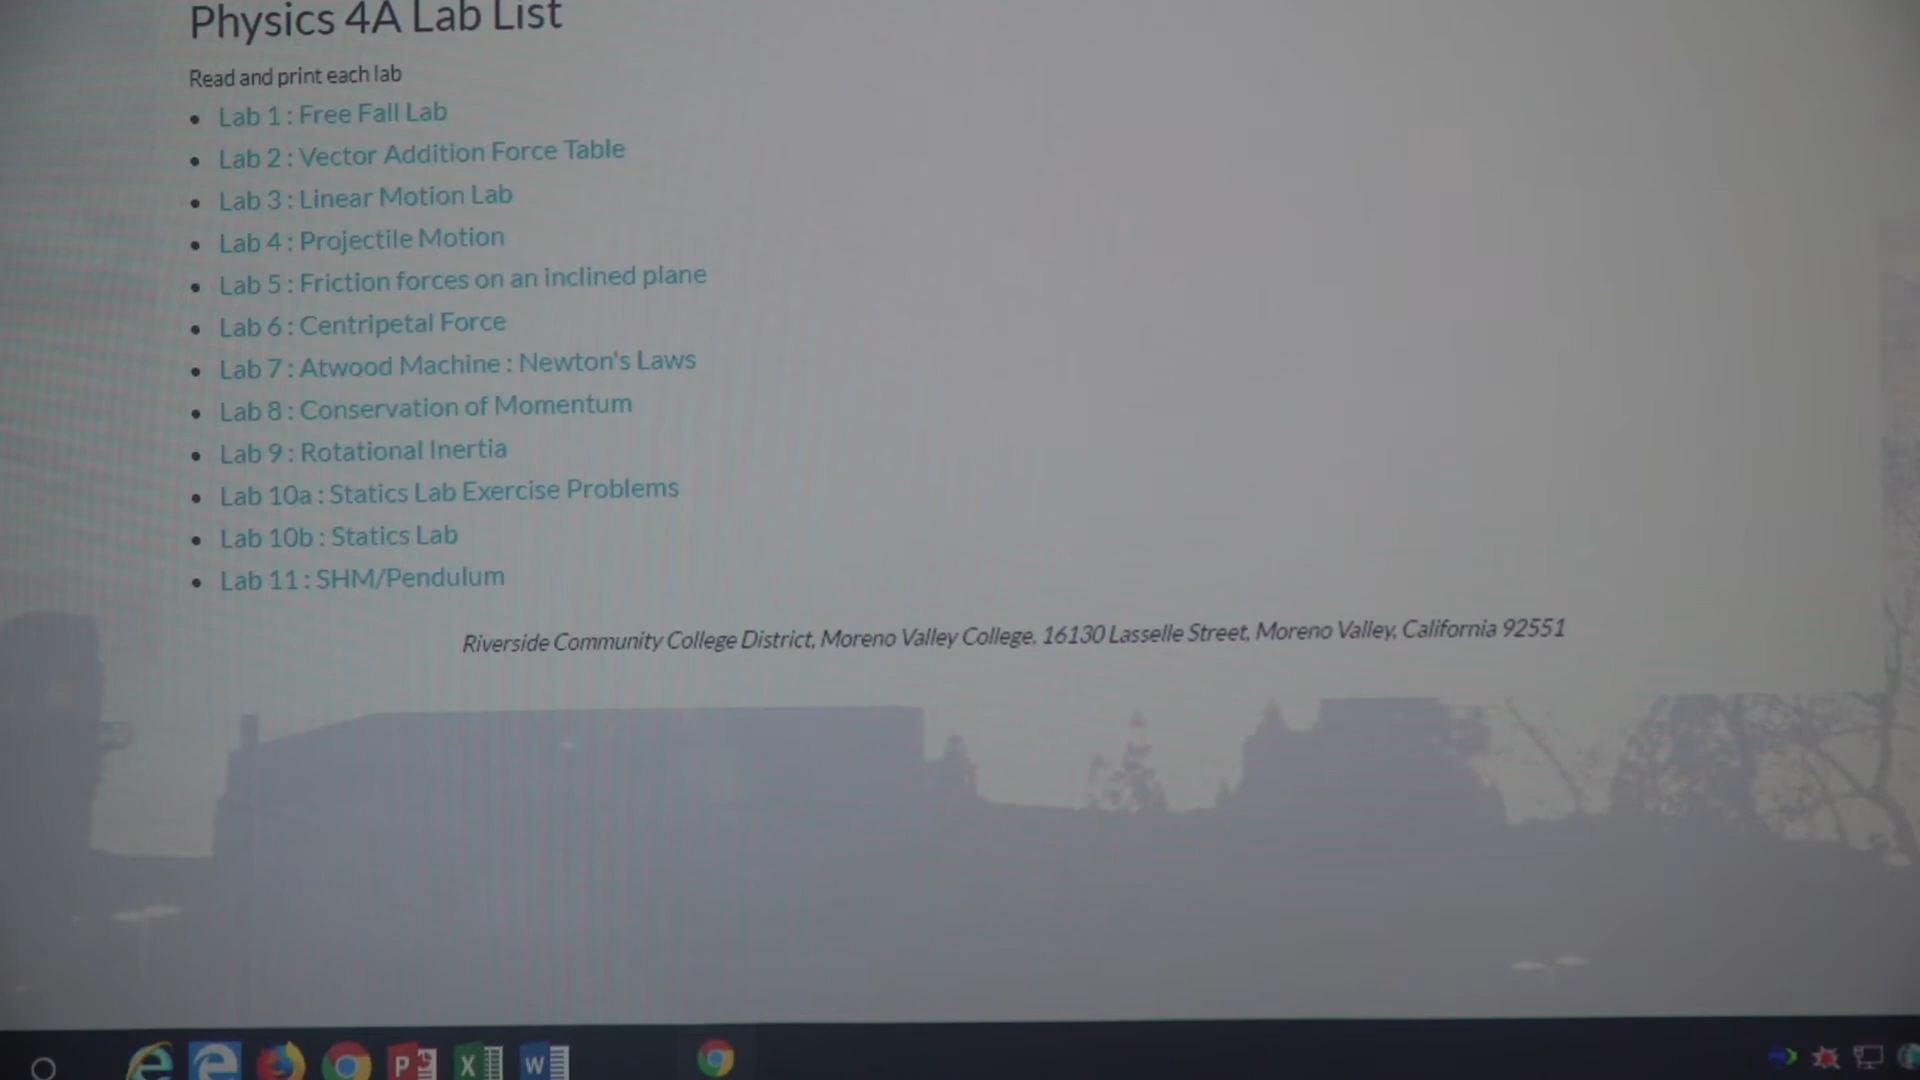 Physics 4A Lab List
Read and print each lab
Lab 1 : Free Fall Lab
Lab 2 : Vector Addition Force Table
Lab 3 : Linear Motion Lab
Lab 4 : Projectile Motion
Lab 5 : Friction forces on an inclined plane
Lab 6 : Centripetal Force
Lab 7 : Atwood Machine : Newton's Laws
Lab 8 : Conservation of Momentum
Lab 9 : Rotational Inertia
Lab 10a : Statics Lab Exercise Problems
Lab 10b : Statics Lab
Lab 11 : SHM/Pendulum
Riverside Community College District, Moreno Valley College, 16130 Lasselle Street, Moreno Valley, California 92551